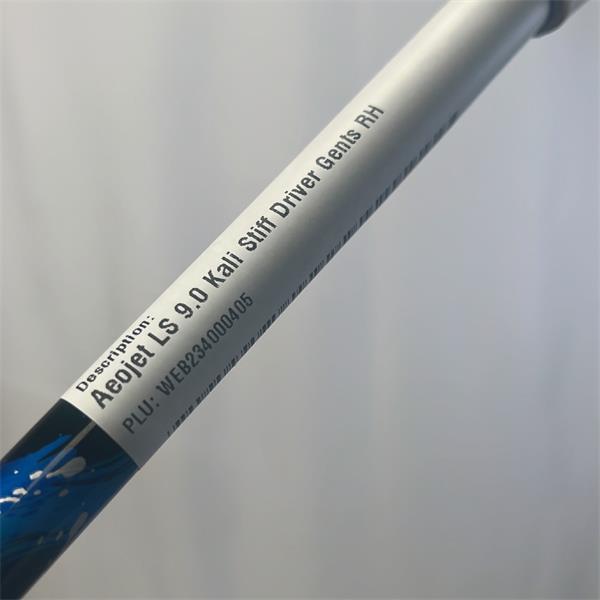 Description:
Aeojet LS 9.0 Kali Stiff Driver Gents RH
PLU: WEB234000405